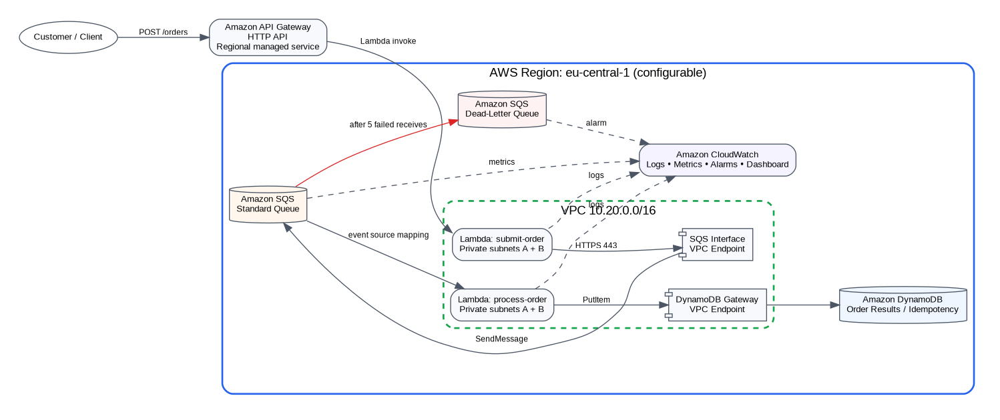 Customer / Client
POST /orders
Amazon API Gateway
HTTP API
Regional managed service
Lambda invoke
AWS Region: eu-central-1 (configurable)
Amazon SQS
Dead-Letter Queue
after 5 failed receives
alarm
Amazon CloudWatch
Logs • Metrics • Alarms • Dashboard
metrics
logs
Amazon SQS
Standard Queue
logs
VPC 10.20.0.0/16
event source mapping
Lambda: submit-order
Private subnets A + B
HTTPS 443
SQS Interface
VPC Endpoint
Lambda: process-order
Private subnets A + B
PutItem
DynamoDB Gateway
VPC Endpoint
Amazon DynamoDB
Order Results / Idempotency
SendMessage